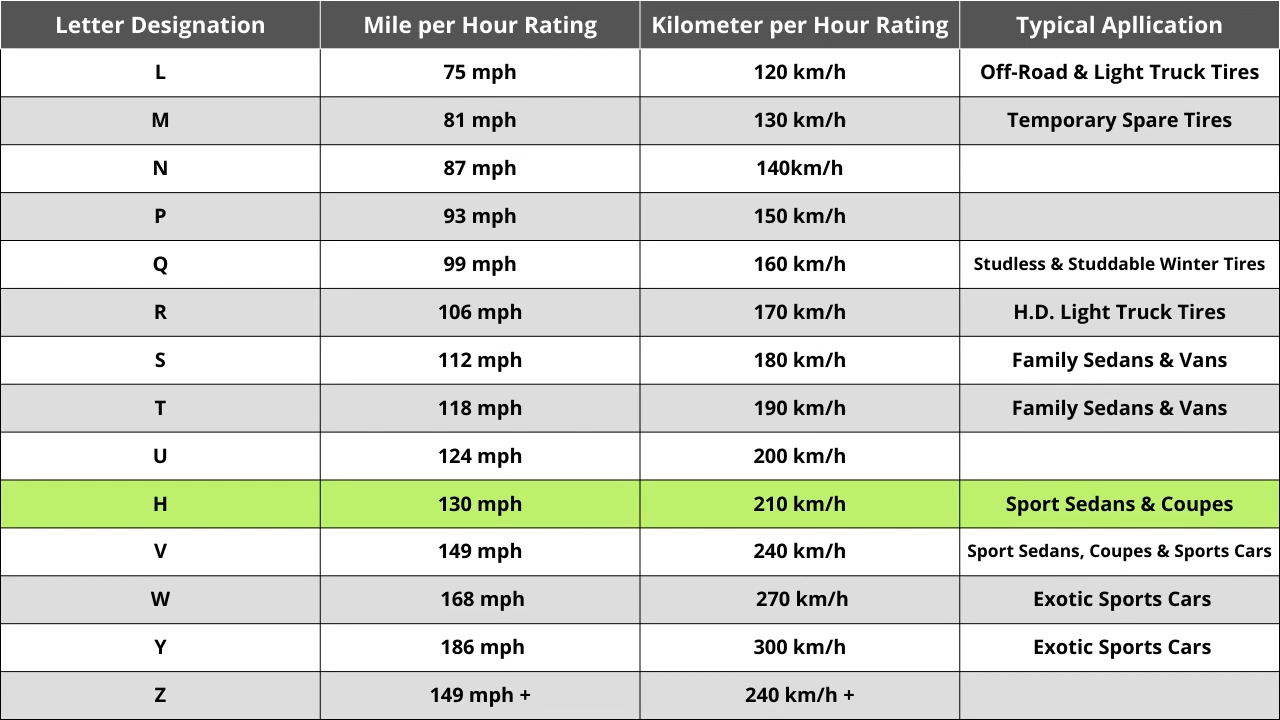 Letter Designation Mile per Hour Rating Kilometer per Hour Rating Typical Apllication
L 75 mph 120 km/h Off-Road & Light Truck Tires
M 81 mph 130 km/h Temporary Spare Tires
N 87 mph 140km/h
P 93 mph 150 km/h
Q 99 mph 160 km/h Studless & Studdable Winter Tires
R 106 mph 170 km/h H.D. Light Truck Tires
S 112 mph 180 km/h Family Sedans & Vans
T 118 mph 190 km/h Family Sedans & Vans
U 124 mph 200 km/h
H 130 mph 210 km/h Sport Sedans & Coupes
V 149 mph 240 km/h Sport Sedans, Coupes & Sports Cars
W 168 mph 270 km/h Exotic Sports Cars
Y 186 mph 300 km/h Exotic Sports Cars
Z 149 mph + 240 km/h +